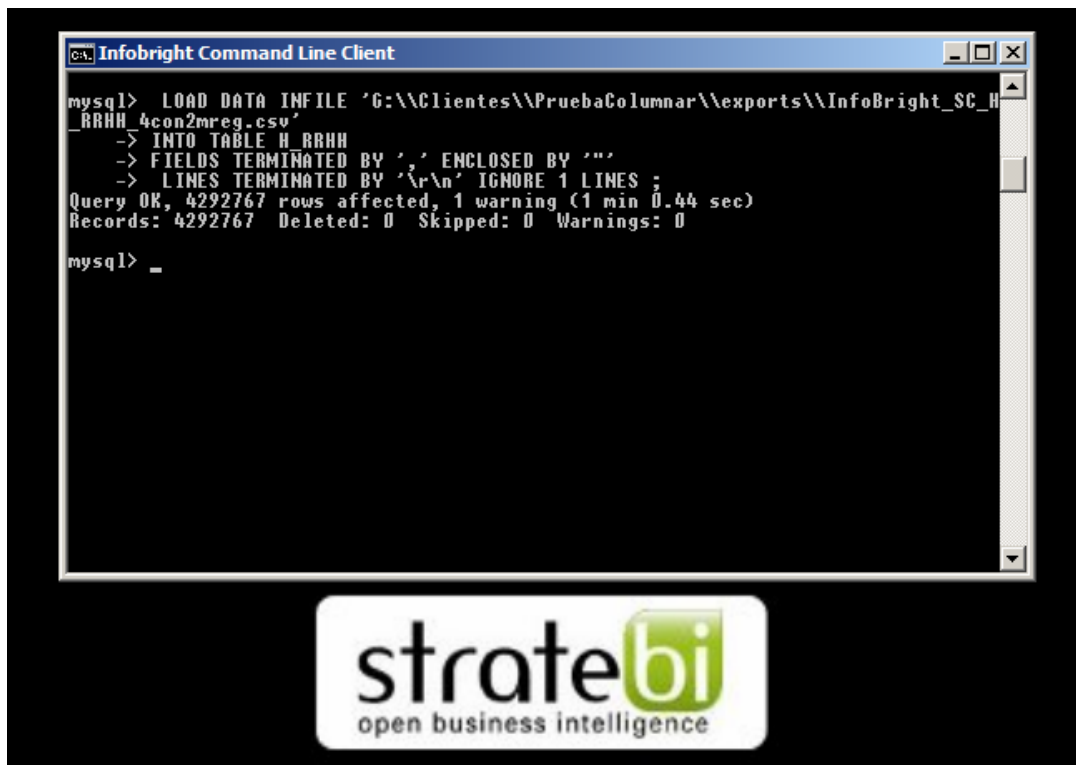 Infobright Command Line Client
mysql>  LOAD DATA INFILE 'G:\\Clientes\\PruebaColumnar\\exports\\InfoBright_SC_H
_RRHH_4con2mreg.csv'
    -> INTO TABLE H_RRHH
    -> FIELDS TERMINATED BY ',' ENCLOSED BY '"'
    ->  LINES TERMINATED BY '\r\n' IGNORE 1 LINES ;
Query OK, 4292767 rows affected, 1 warning (1 min 0.44 sec)
Records: 4292767  Deleted: 0  Skipped: 0  Warnings: 0
mysql> _
stratebi
open business intelligence